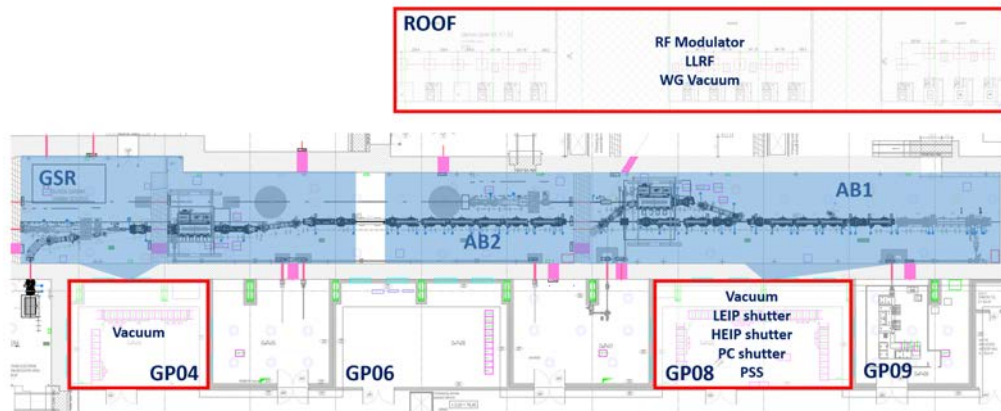 ROOF
RF Modulator
LLRF
WG Vacuum
GSR
AB1
AB2
Vacuum
GP04
GP06
Vacuum
LEIP shutter
HEIP shutter
PC shutter
PSS
GP08
GP09